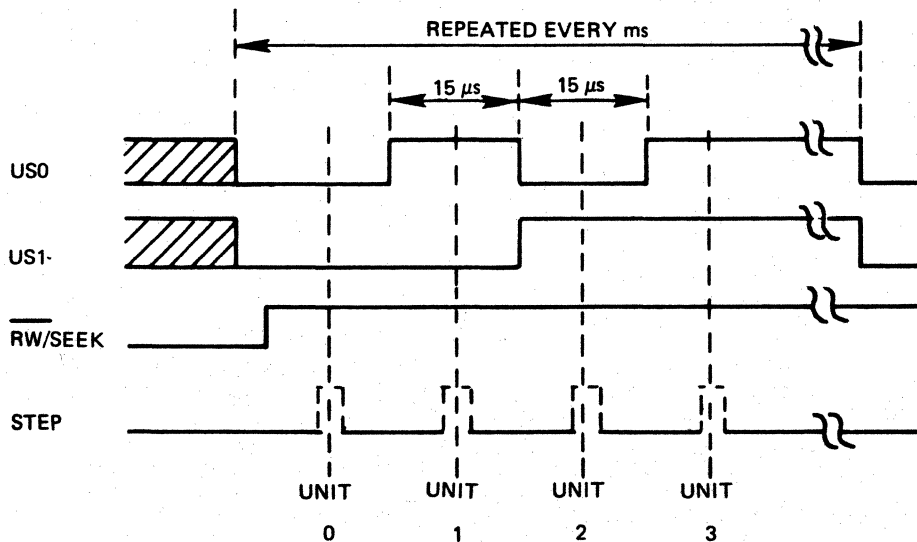 REPEATED EVERY ms
15 μs 15 μs
US0
US1-
RW/SEEK
STEP
UNIT UNIT UNIT UNIT
0 1 2 3